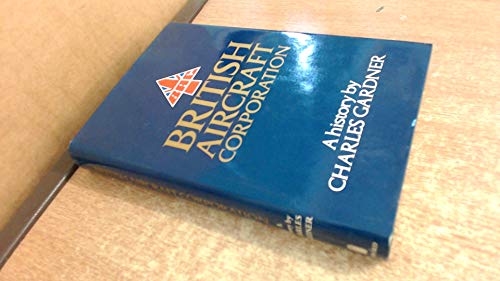 BRITISH
AIRCRAFT
CORPORATION
A history by
CHARLES GARDNER